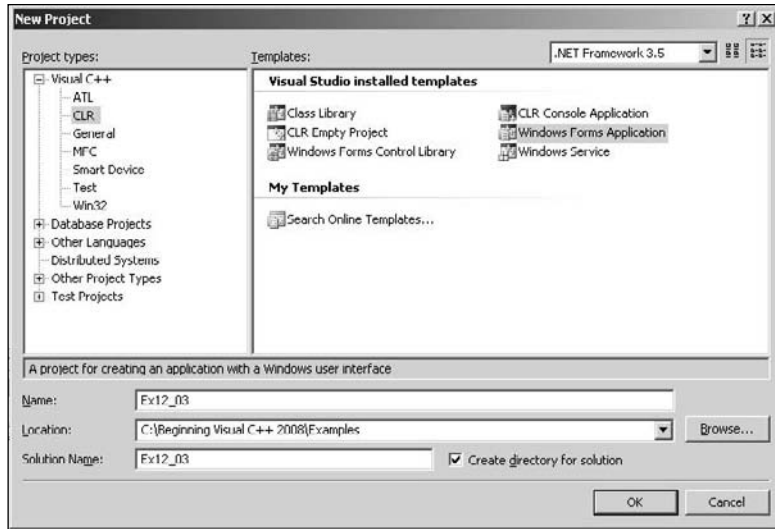 New Project
Project types:
Templates:
.NET Framework 3.5
Visual C++
ATL
CLR
General
MFC
Smart Device
Test
Win32
Database Projects
Other Languages
Distributed Systems
Other Project Types
Test Projects
Visual Studio installed templates
Class Library
CLR Console Application
CLR Empty Project
Windows Forms Application
Windows Forms Control Library
Windows Service
My Templates
Search Online Templates...
A project for creating an application with a Windows user interface
Name:
Ex12_03
Location:
C:\Beginning Visual C++ 2008\Examples
Browse...
Solution Name:
Ex12_03
Create directory for solution
OK
Cancel